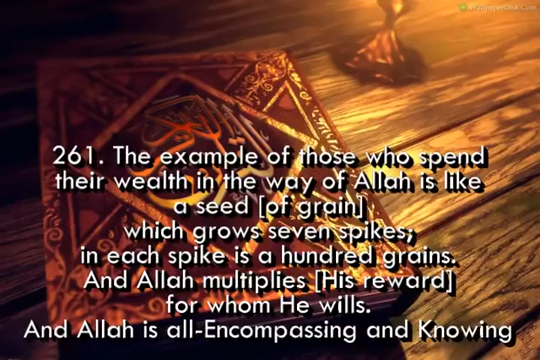 WallpaperDisk.Com
261. The example of those who spend
their wealth in the way of Allah is like
a seed [of grain]
which grows seven spikes;
in each spike is a hundred grains.
And Allah multiplies [His reward]
for whom He wills.
And Allah is all-Encompassing and Knowing